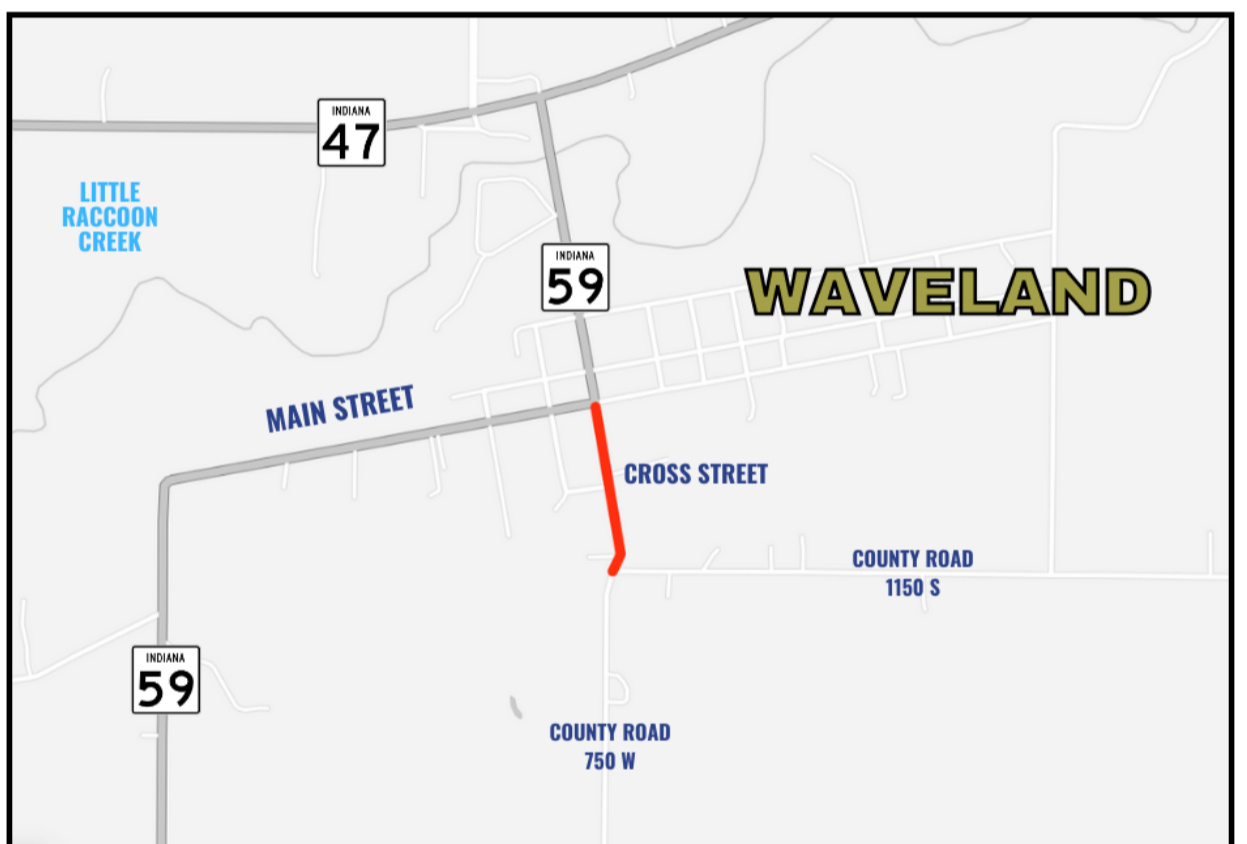 INDIANA
47
LITTLE
RACCOON
CREEK
INDIANA
59
WAVELAND
MAIN STREET
CROSS STREET
COUNTY ROAD
1150 S
INDIANA
59
COUNTY ROAD
750 W